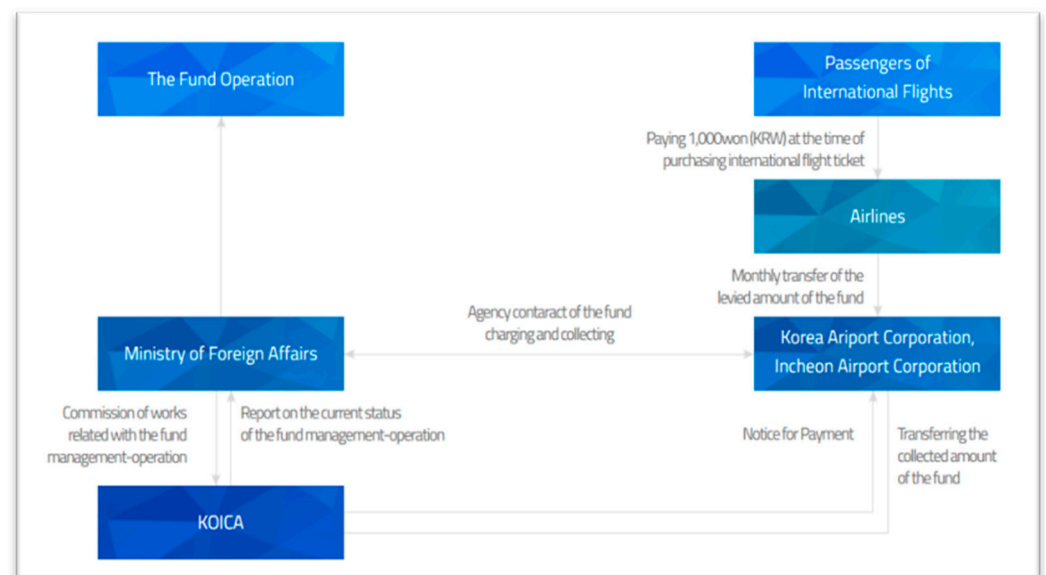 The Fund Operation
Passengers of
International Flights
Paying 1,000won (KRW) at the time of
purchasing international flight ticket
Airlines
Monthly transfer of the
levied amount of the fund
Agency contaract of the fund
charging and collecting
Ministry of Foreign Affairs
Korea Ariport Corporation,
Incheon Airport Corporation
Commission of works
related with the fund
management-operation
Report on the current status
of the fund management-operation
Notice for Payment
Transferring the
collected amount
of the fund
KOICA